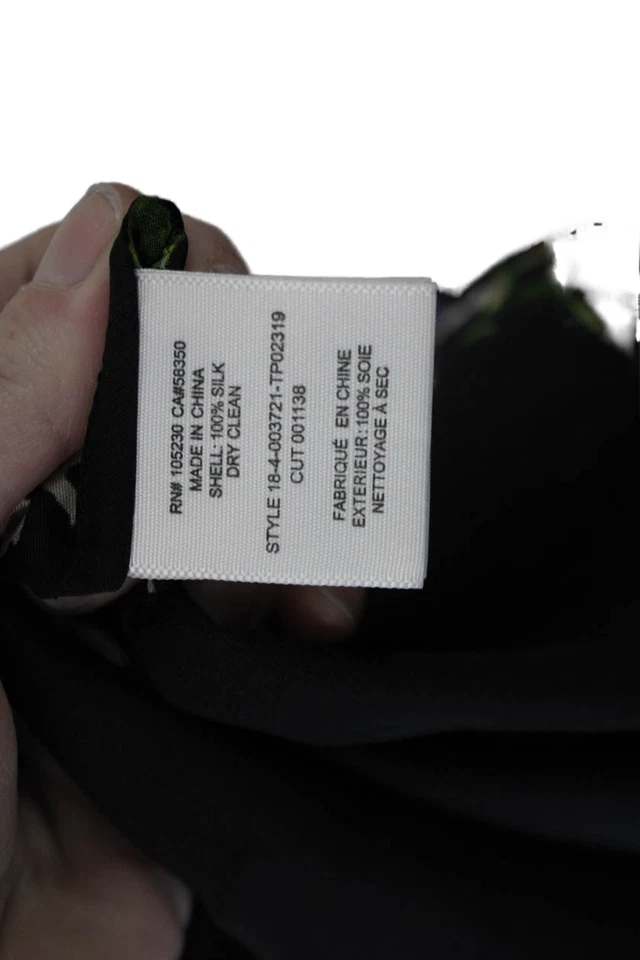 RN# 105230 CA#58350
MADE IN CHINA
SHELL: 100% SILK
DRY CLEAN
STYLE 18-4-003721-TP02319
CUT 001138
FABRIQUÉ EN CHINE
EXTERIEUR:100% SOIE
NETTOYAGE À SEC